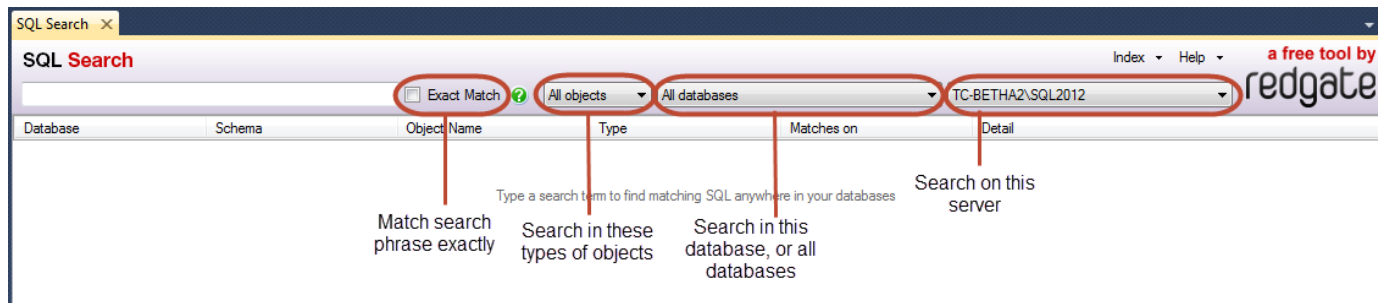 SQL Search
SQL Search
Index Help
a free tool by
redgate
Exact Match
All objects
All databases
TC-BETHA2\SQL2012
Database Schema Object Name Type Matches on Detail
Type a search term to find matching SQL anywhere in your databases
Match search
phrase exactly
Search in these
types of objects
Search in this
database, or all
databases
Search on this
server